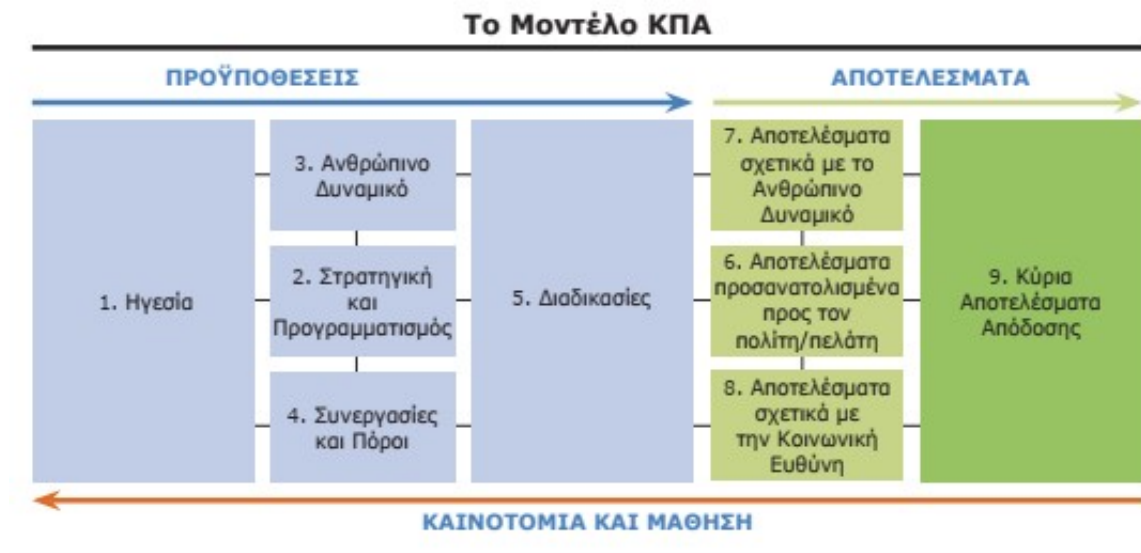 Το Μοντέλο ΚΠΑ
ΠΡΟΫΠΟΘΕΣΕΙΣ
ΑΠΟΤΕΛΕΣΜΑΤΑ
1. Ηγεσία
3. Ανθρώπινο
Δυναμικό
2. Στρατηγική
και
Προγραμματισμός
4. Συνεργασίες
και Πόροι
5. Διαδικασίες
7. Αποτελέσματα
σχετικά με το
Ανθρώπινο
Δυναμικό
6. Αποτελέσματα
προσανατολισμένα
προς τον
πολίτη/πελάτη
8. Αποτελέσματα
σχετικά με
την Κοινωνική
Ευθύνη
9. Κύρια
Αποτελέσματα
Απόδοσης
ΚΑΙΝΟΤΟΜΙΑ ΚΑΙ ΜΑΘΗΣΗ